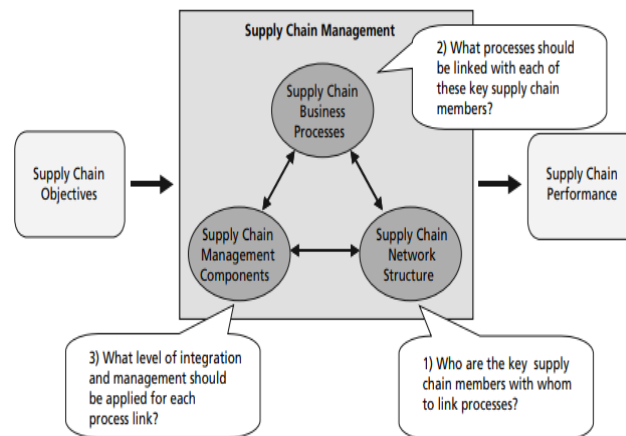 Supply Chain Management
2) What processes should
be linked with each of
these key supply chain
members?
Supply Chain
Business
Processes
Supply Chain
Objectives
Supply Chain
Performance
Supply Chain
Management
Components
Supply Chain
Network
Structure
3) What level of integration
and management should
be applied for each
process link?
1) Who are the key supply
chain members with whom
to link processes?